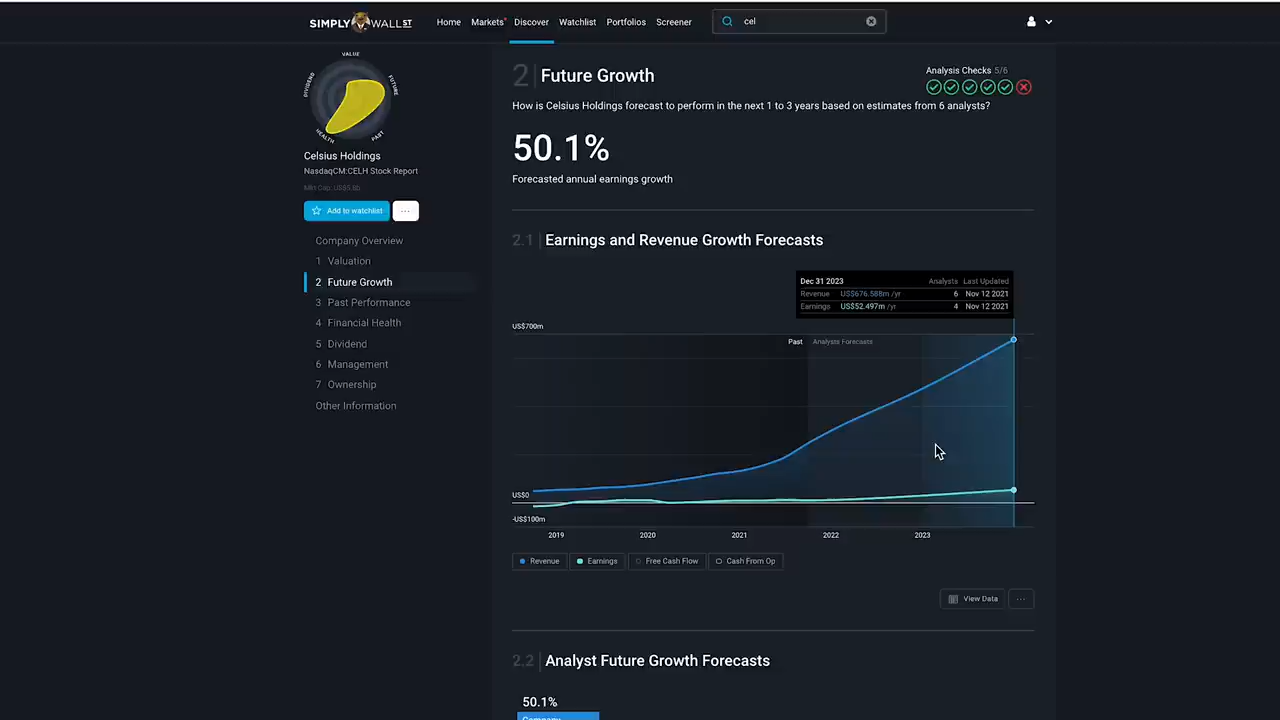 SIMPLY WALL ST
Home Markets Discover Watchlist Portfolios Screener
cel
VALUE
FUTURE
PAST
HEALTH
DIVIDEND
Celsius Holdings
NasdaqCM:CELH Stock Report
Add to watchlist
...
Company Overview
1 Valuation
2 Future Growth
3 Past Performance
4 Financial Health
5 Dividend
6 Management
7 Ownership
Other Information
2 Future Growth
Analysis Checks 5/6
How is Celsius Holdings forecast to perform in the next 1 to 3 years based on estimates from 6 analysts?
50.1%
Forecasted annual earnings growth
2.1 Earnings and Revenue Growth Forecasts
Dec 31 2023 Analysts Last Updated
Revenue US$676.588m /yr 6 Nov 12 2021
Earnings US$52.497m /yr 4 Nov 12 2021
US$700m
Past Analysts Forecasts
US$0
-US$100m
2019 2020 2021 2022 2023
Revenue Earnings Free Cash Flow Cash From Op
View Data ...
2.2 Analyst Future Growth Forecasts
50.1%
Company